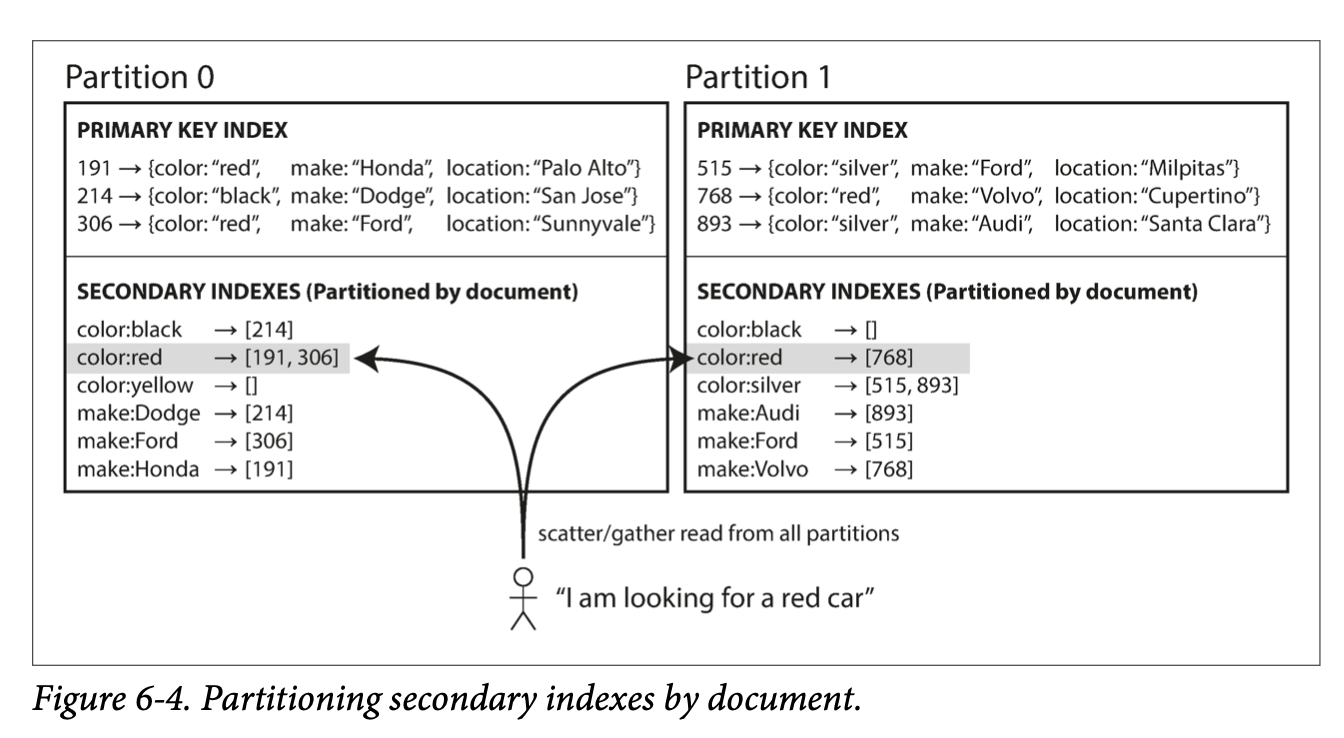 Partition 0
PRIMARY KEY INDEX
191 → {color: “red”, make: “Honda”, location: “Palo Alto”}
214 → {color: “black”, make: “Dodge”, location: “San Jose”}
306 → {color: “red”, make: “Ford”, location: “Sunnyvale”}
SECONDARY INDEXES (Partitioned by document)
color:black → [214]
color:red → [191, 306]
color:yellow → []
make:Dodge → [214]
make:Ford → [306]
make:Honda → [191]
Partition 1
PRIMARY KEY INDEX
515 → {color: “silver”, make: “Ford”, location: “Milpitas”}
768 → {color: “red”, make: “Volvo”, location: “Cupertino”}
893 → {color: “silver”, make: “Audi”, location: “Santa Clara”}
SECONDARY INDEXES (Partitioned by document)
color:black → []
color:red → [768]
color:silver → [515, 893]
make:Audi → [893]
make:Ford → [515]
make:Volvo → [768]
scatter/gather read from all partitions
“I am looking for a red car”
Figure 6-4. Partitioning secondary indexes by document.